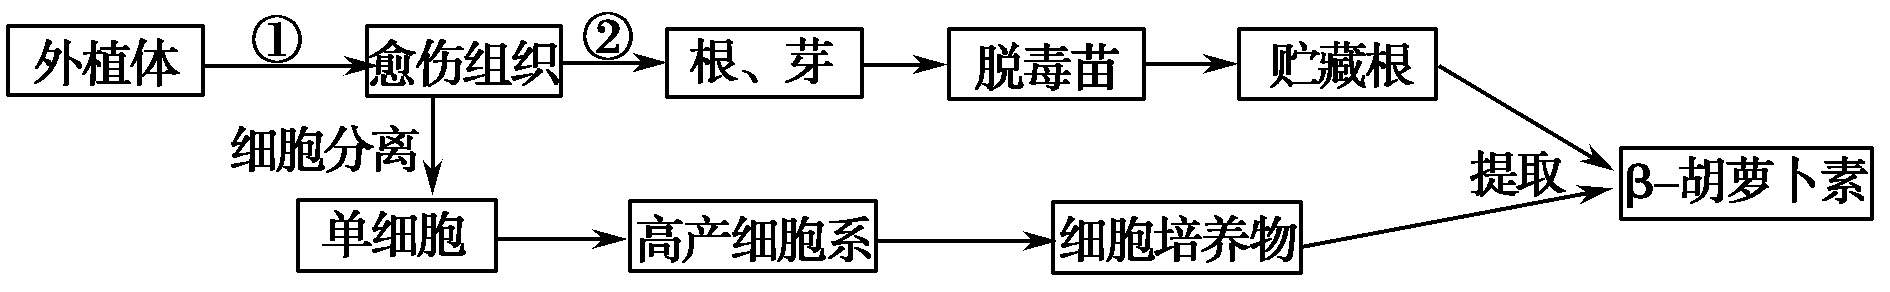 外植体
①
愈伤组织
②
根、芽
脱毒苗
贮藏根
细胞分离
提取
β–胡萝卜素
单细胞
高产细胞系
细胞培养物